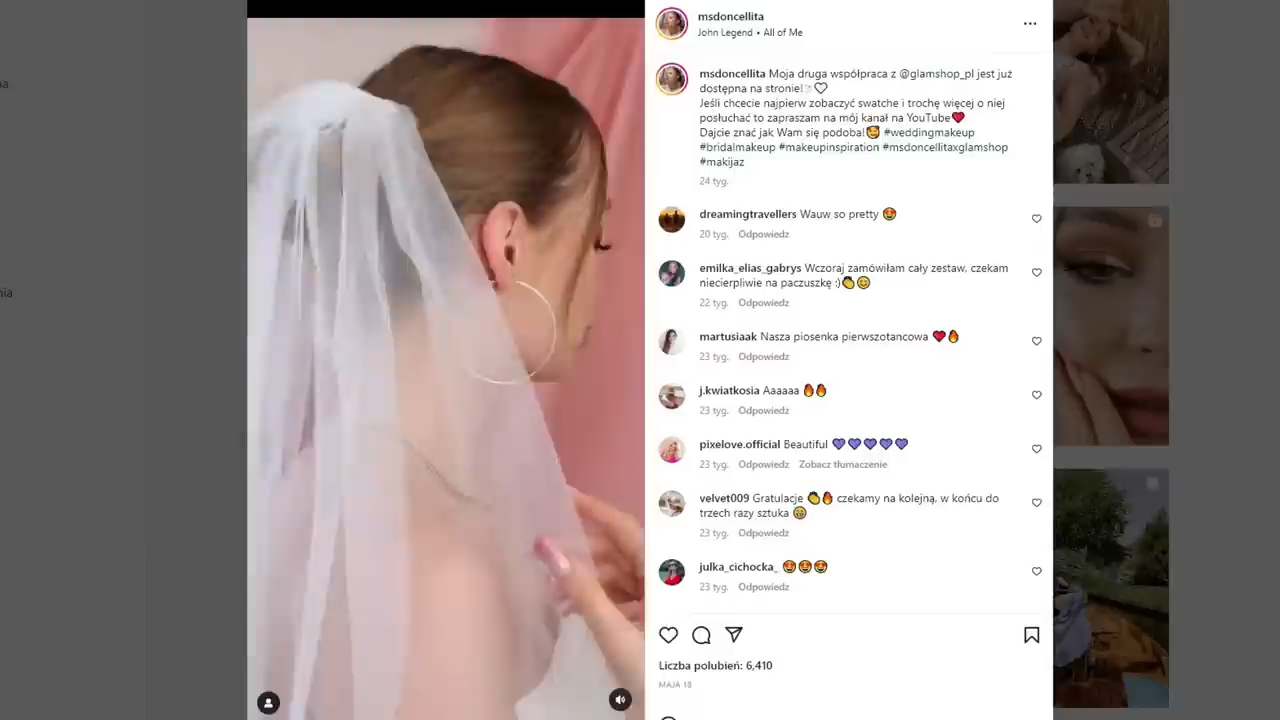 msdoncellita
John Legend • All of Me
msdoncellita Moja druga współpraca z @glamshop_pl jest już
dostępna na stronie!
Jeśli chcecie najpierw zobaczyć swatche i trochę więcej o niej
posłuchać to zapraszam na mój kanał na YouTube❤️
Dajcie znać jak Wam się podoba!🥰 #weddingmakeup
#bridalmakeup #makeupinspiration #msdoncellitaxglamshop
#makijaz
24 tyg.
dreamingtravellers Wauw so pretty 🤩
20 tyg. Odpowiedz
emilka_elias_gabrys Wczoraj zamówiłam cały zestaw, czekam
niecierpliwie na paczuszkę :)👏😊
22 tyg. Odpowiedz
martusiaak Nasza piosenka pierwszotancowa ❤️🔥
23 tyg. Odpowiedz
j.kwiatkosia Aaaaaa 🔥🔥
23 tyg. Odpowiedz
pixelove.official Beautiful 💜💜💜💜💜
23 tyg. Odpowiedz Zobacz tłumaczenie
velvet009 Gratulacje 👏🔥 czekamy na kolejną, w końcu do
trzech razy sztuka 😁
23 tyg. Odpowiedz
julka_cichocka_ 🤩🤩🤩
23 tyg. Odpowiedz
Liczba polubień: 6,410
MAJA 18